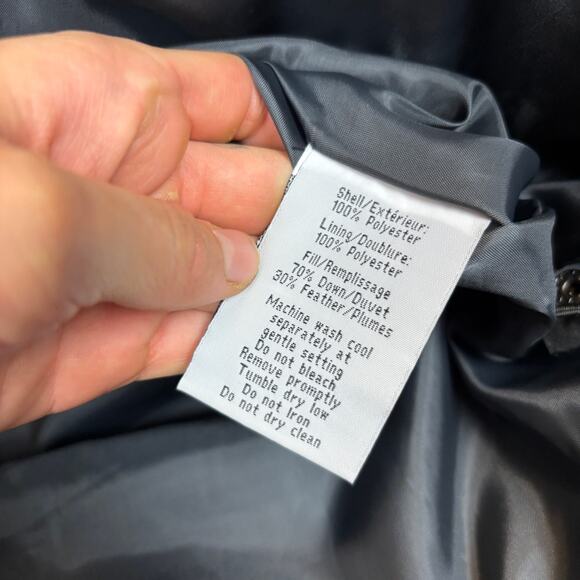 Shell/Extérieur:
100% Polyester
Lining/Doublure:
100% Polyester
Fill/Remplissage
70% Down/Duvet
30% Feather/Plumes
Machine wash cool
separately at
gentle setting
Do not bleach
Remove promptly
Tumble dry low
Do not Iron
Do not dry clean